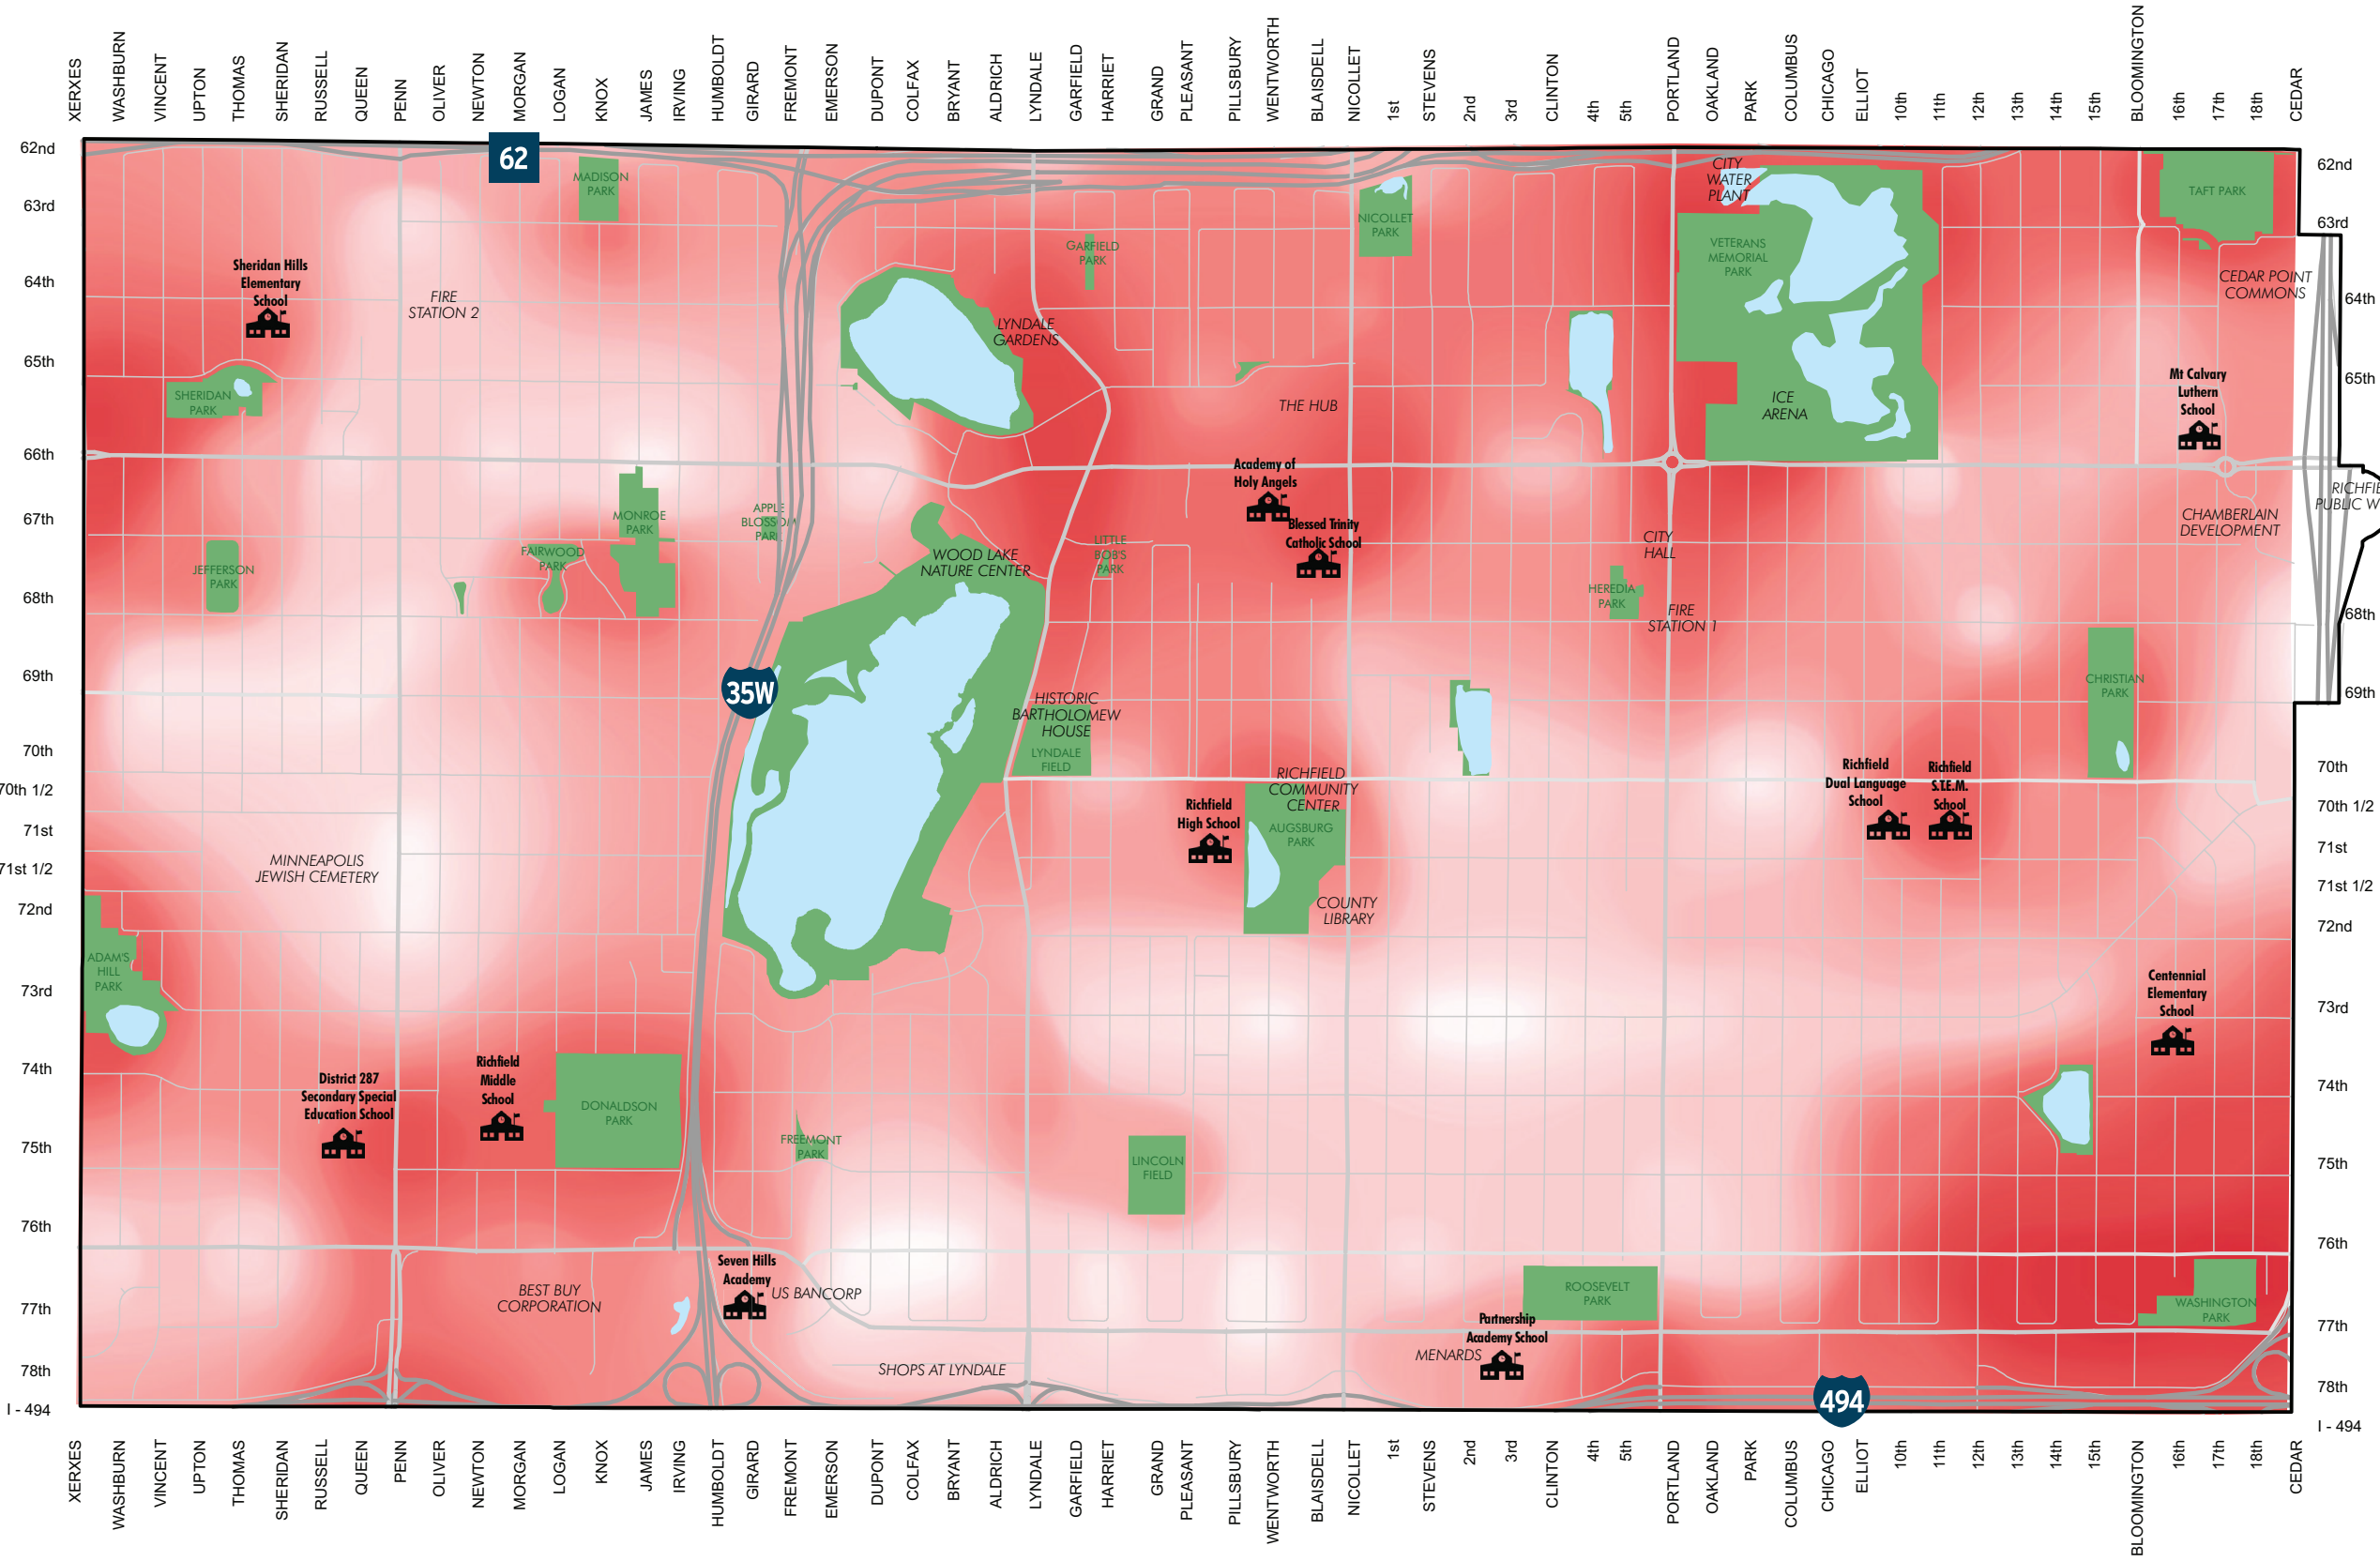 XERXES
WASHBURN
VINCENT
UPTON
THOMAS
SHERIDAN
RUSSELL
QUEEN
PENN
OLIVER
NEWTON
MORGAN
LOGAN
KNOX
JAMES
IRVING
HUMBOLDT
GIRARD
FREMONT
EMERSON
DUPONT
COLFAX
BRYANT
ALDRICH
LYNDALE
GARFIELD
HARRIET
GRAND
PLEASANT
PILLSBURY
WENTWORTH
BLAISDELL
NICOLLET
1st
STEVENS
2nd
3rd
CLINTON
4th
5th
PORTLAND
OAKLAND
PARK
COLUMBUS
CHICAGO
ELLIOT
10th
11th
12th
13th
14th
15th
BLOOMINGTON
16th
17th
18th
CEDAR
62nd
63rd
64th
65th
66th
67th
68th
69th
70th
70th 1/2
71st
71st 1/2
72nd
73rd
74th
75th
76th
77th
78th
I - 494
62
MADISON
PARK
Sheridan Hills
Elementary
School
FIRE
STATION 2
SHERIDAN
PARK
GARFIELD
PARK
LYNDALE
GARDENS
NICOLLET
PARK
CITY
WATER
PLANT
VETERANS
MEMORIAL
PARK
ICE
ARENA
TAFT PARK
CEDAR POINT
COMMONS
Mt Calvary
Luthern
School
THE HUB
Academy of
Holy Angels
Blessed Trinity
Catholic School
MONROE
PARK
APPLE
BLOSSOM
PARK
FAIRWOOD
PARK
JEFFERSON
PARK
WOOD LAKE
NATURE CENTER
LITTLE
BOB'S
PARK
CITY
HALL
HEREDIA
PARK
FIRE
STATION 1
CHAMBERLAIN
DEVELOPMENT
RICHFIE
PUBLIC W
35W
HISTORIC
BARTHOLOMEW
HOUSE
LYNDALE
FIELD
CHRISTIAN
PARK
RICHFIELD
COMMUNITY
CENTER
AUGSBURG
PARK
Richfield
High School
COUNTY
LIBRARY
Richfield
Dual Language
School
Richfield
S.T.E.M.
School
MINNEAPOLIS
JEWISH CEMETERY
ADAM'S
HILL
PARK
Centennial
Elementary
School
District 287
Secondary Special
Education School
Richfield
Middle
School
DONALDSON
PARK
FREEMONT
PARK
LINCOLN
FIELD
BEST BUY
CORPORATION
Seven Hills
Academy
US BANCORP
SHOPS AT LYNDALE
ROOSEVELT
PARK
Partnership
Academy School
MENARDS
WASHINGTON
PARK
494
62nd
63rd
64th
65th
68th
69th
70th
70th 1/2
71st
71st 1/2
72nd
73rd
74th
75th
76th
77th
78th
I - 494
XERXES
WASHBURN
VINCENT
UPTON
THOMAS
SHERIDAN
RUSSELL
QUEEN
PENN
OLIVER
NEWTON
MORGAN
LOGAN
KNOX
JAMES
IRVING
HUMBOLDT
GIRARD
FREMONT
EMERSON
DUPONT
COLFAX
BRYANT
ALDRICH
LYNDALE
GARFIELD
HARRIET
GRAND
PLEASANT
PILLSBURY
WENTWORTH
BLAISDELL
NICOLLET
1st
STEVENS
2nd
3rd
CLINTON
4th
5th
PORTLAND
OAKLAND
PARK
COLUMBUS
CHICAGO
ELLIOT
10th
11th
12th
13th
14th
15th
BLOOMINGTON
16th
17th
18th
CEDAR